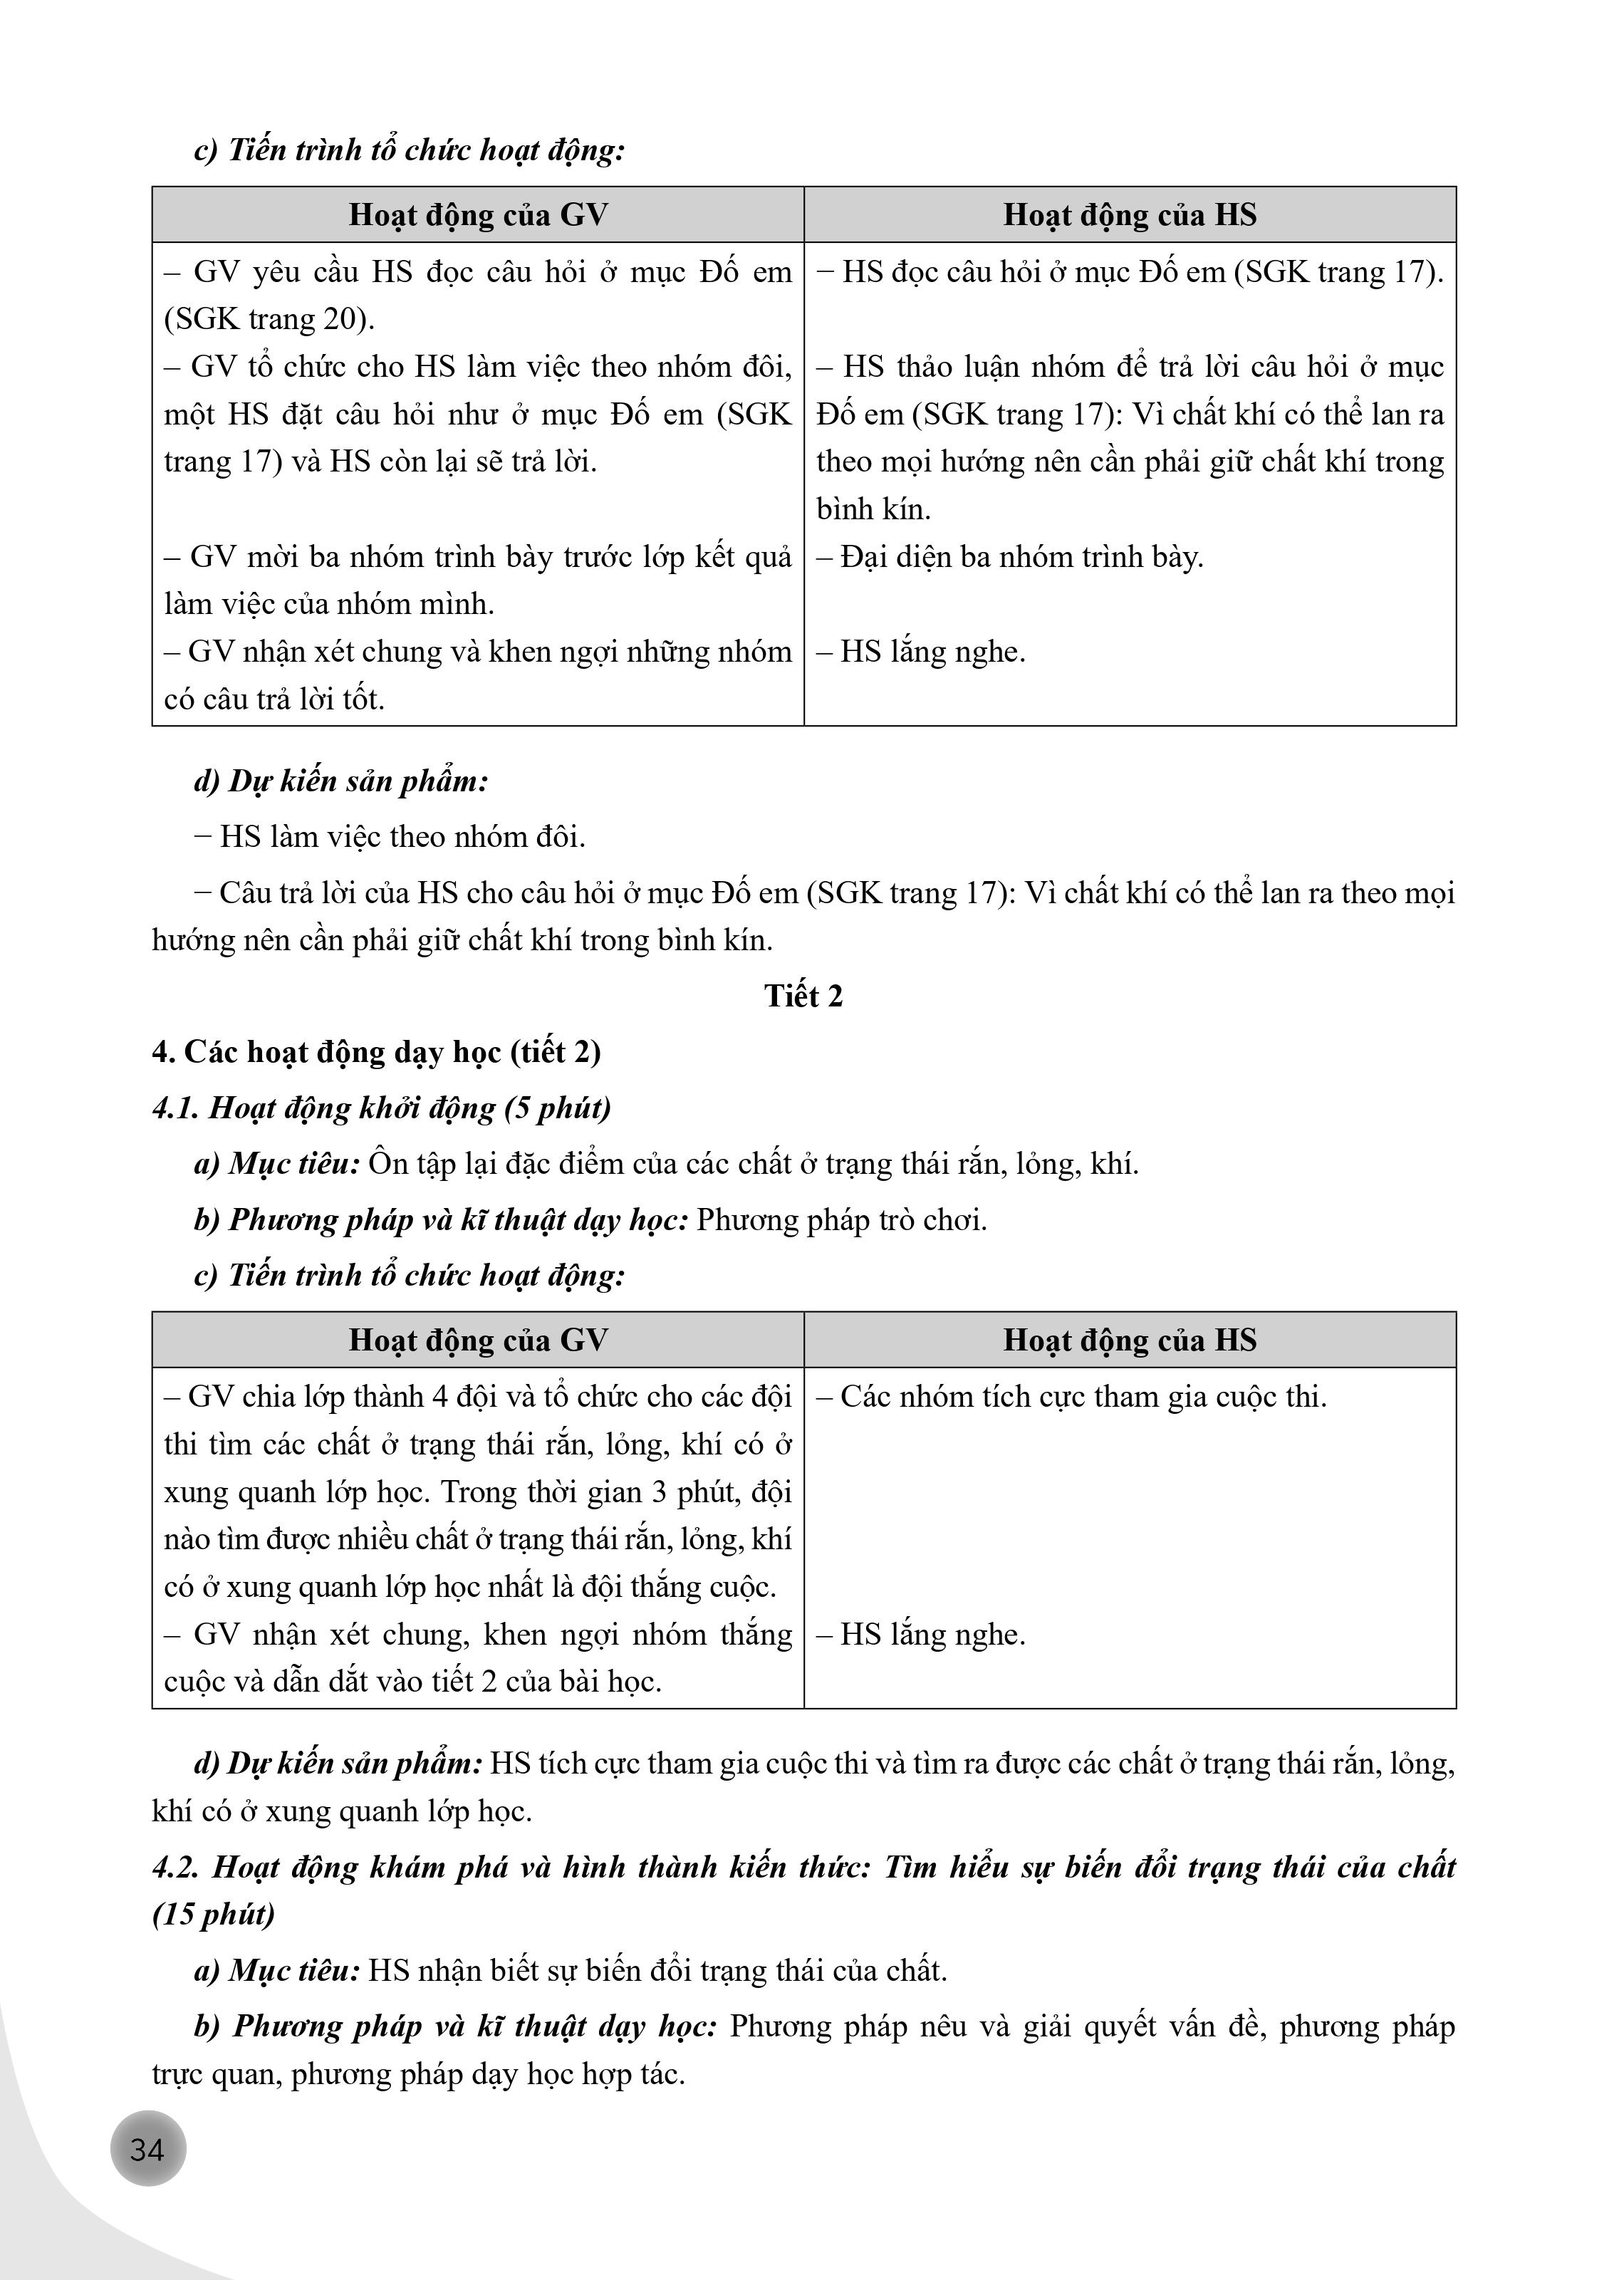 c) Tiến trình tổ chức hoạt động:
Hoạt động của GV
Hoạt động của HS
– GV yêu cầu HS đọc câu hỏi ở mục Đố em
(SGK trang 20).
– GV tổ chức cho HS làm việc theo nhóm đôi,
một HS đặt câu hỏi như ở mục Đố em (SGK
trang 17) và HS còn lại sẽ trả lời.
– GV mời ba nhóm trình bày trước lớp kết quả
làm việc của nhóm mình.
– GV nhận xét chung và khen ngợi những nhóm
có câu trả lời tốt.
− HS đọc câu hỏi ở mục Đố em (SGK trang 17).
– HS thảo luận nhóm để trả lời câu hỏi ở mục
Đố em (SGK trang 17): Vì chất khí có thể lan ra
theo mọi hướng nên cần phải giữ chất khí trong
bình kín.
– Đại diện ba nhóm trình bày.
– HS lắng nghe.
d) Dự kiến sản phẩm:
− HS làm việc theo nhóm đôi.
− Câu trả lời của HS cho câu hỏi ở mục Đố em (SGK trang 17): Vì chất khí có thể lan ra theo mọi
hướng nên cần phải giữ chất khí trong bình kín.
Tiết 2
4. Các hoạt động dạy học (tiết 2)
4.1. Hoạt động khởi động (5 phút)
a) Mục tiêu: Ôn tập lại đặc điểm của các chất ở trạng thái rắn, lỏng, khí.
b) Phương pháp và kĩ thuật dạy học: Phương pháp trò chơi.
c) Tiến trình tổ chức hoạt động:
Hoạt động của GV
Hoạt động của HS
– GV chia lớp thành 4 đội và tổ chức cho các đội
thi tìm các chất ở trạng thái rắn, lỏng, khí có ở
xung quanh lớp học. Trong thời gian 3 phút, đội
nào tìm được nhiều chất ở trạng thái rắn, lỏng, khí
có ở xung quanh lớp học nhất là đội thắng cuộc.
– GV nhận xét chung, khen ngợi nhóm thắng
cuộc và dẫn dắt vào tiết 2 của bài học.
– Các nhóm tích cực tham gia cuộc thi.
– HS lắng nghe.
d) Dự kiến sản phẩm: HS tích cực tham gia cuộc thi và tìm ra được các chất ở trạng thái rắn, lỏng,
khí có ở xung quanh lớp học.
4.2. Hoạt động khám phá và hình thành kiến thức: Tìm hiểu sự biến đổi trạng thái của chất
(15 phút)
a) Mục tiêu: HS nhận biết sự biến đổi trạng thái của chất.
b) Phương pháp và kĩ thuật dạy học: Phương pháp nêu và giải quyết vấn đề, phương pháp
trực quan, phương pháp dạy học hợp tác.
34